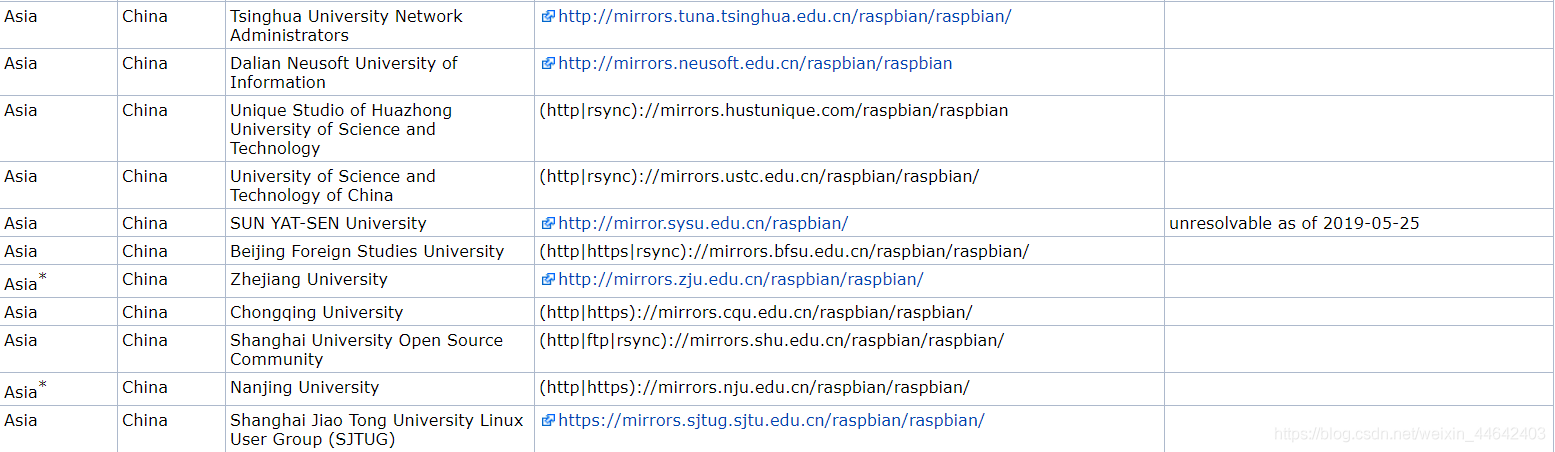 Asia China Tsinghua University Network http://mirrors.tuna.tsinghua.edu.cn/raspbian/raspbian/
Administrators
Asia China Dalian Neusoft University of http://mirrors.neusoft.edu.cn/raspbian/raspbian
Information
Asia China Unique Studio of Huazhong (http|rsync)://mirrors.hustunique.com/raspbian/raspbian
University of Science and
Technology
Asia China University of Science and (http|rsync)://mirrors.ustc.edu.cn/raspbian/raspbian/
Technology of China
Asia China SUN YAT-SEN University http://mirror.sysu.edu.cn/raspbian/ unresolvable as of 2019-05-25
Asia China Beijing Foreign Studies University (http|https|rsync)://mirrors.bfsu.edu.cn/raspbian/raspbian/
Asia* China Zhejiang University http://mirrors.zju.edu.cn/raspbian/raspbian/
Asia China Chongqing University (http|https)://mirrors.cqu.edu.cn/raspbian/raspbian/
Asia China Shanghai University Open Source (http|ftp|rsync)://mirrors.shu.edu.cn/raspbian/raspbian/
Community
Asia* China Nanjing University (http|https)://mirrors.nju.edu.cn/raspbian/raspbian/
Asia China Shanghai Jiao Tong University Linux https://mirrors.sjtug.sjtu.edu.cn/raspbian/raspbian/
User Group (SJTUG)
https://blog.csdn.net/weixin_44642403